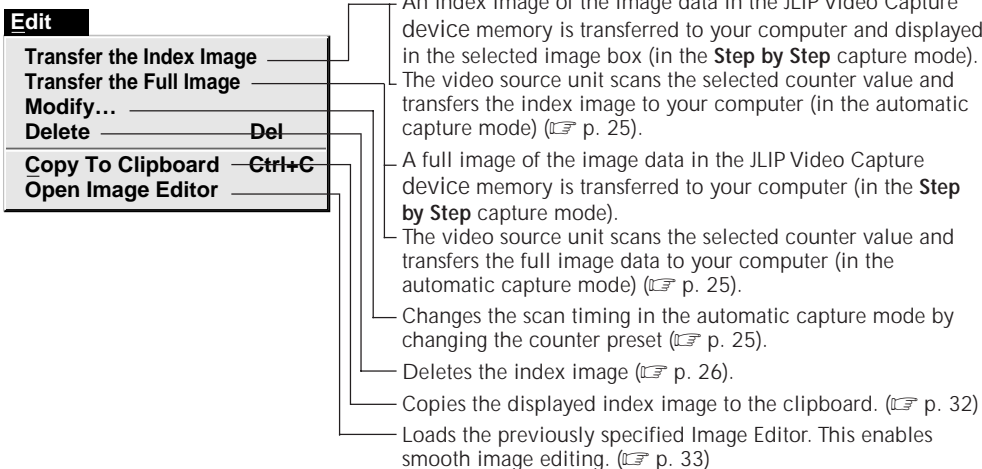 Edit
Transfer the Index Image
Transfer the Full Image
Modify...
Delete Del
Copy To Clipboard Ctrl+C
Open Image Editor
An index image of the image data in the JLIP Video Capture
device memory is transferred to your computer and displayed
in the selected image box (in the Step by Step capture mode).
The video source unit scans the selected counter value and
transfers the index image to your computer (in the automatic
capture mode) (☞ p. 25).
A full image of the image data in the JLIP Video Capture
device memory is transferred to your computer (in the Step
by Step capture mode).
The video source unit scans the selected counter value and
transfers the full image data to your computer (in the
automatic capture mode) (☞ p. 25).
Changes the scan timing in the automatic capture mode by
changing the counter preset (☞ p. 25).
Deletes the index image (☞ p. 26).
Copies the displayed index image to the clipboard. (☞ p. 32)
Loads the previously specified Image Editor. This enables
smooth image editing. (☞ p. 33)